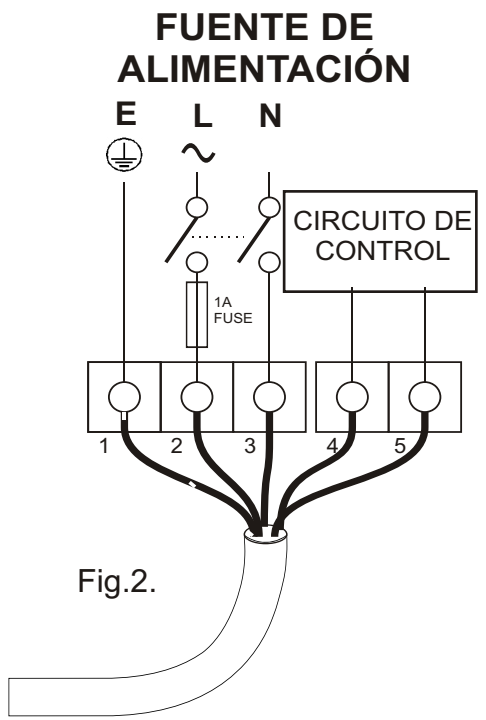 FUENTE DE
ALIMENTACIÓN
E L N
CIRCUITO DE
CONTROL
1A
FUSE
1 2 3 4 5
Fig.2.